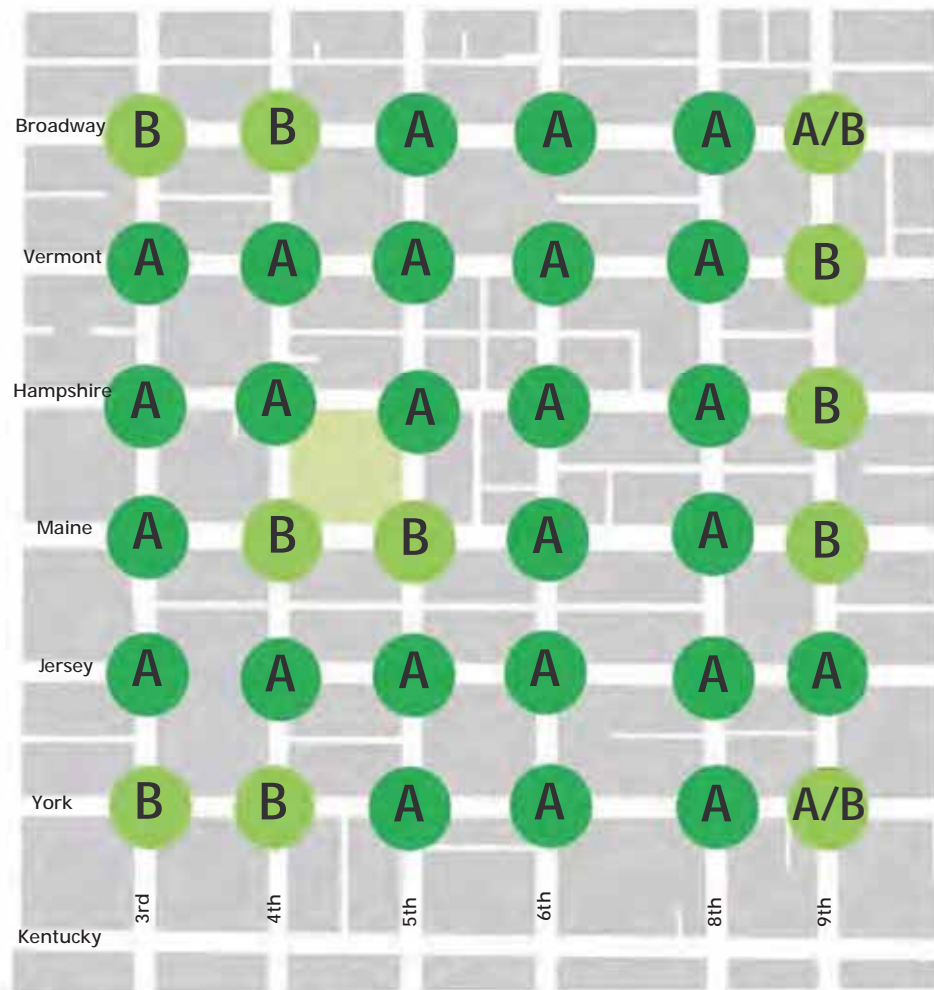 Broadway B B A A A A/B
Vermont A A A A A B
Hampshire A A A A A B
Maine A B B A A B
Jersey A A A A A A
York B B A A A A/B
3rd 4th 5th 6th 8th 9th
Kentucky